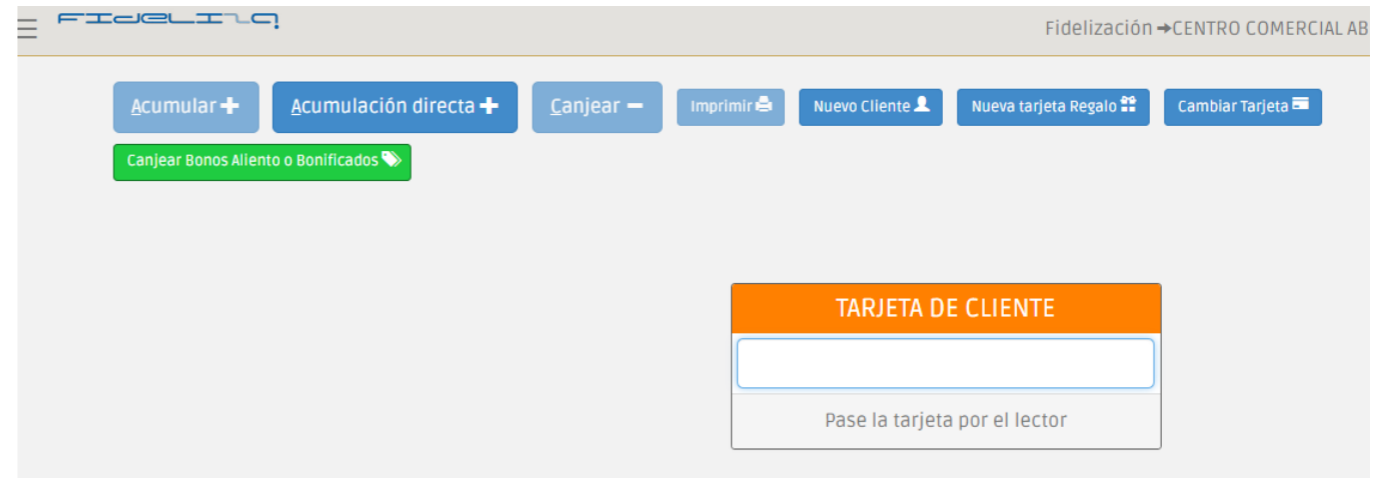 FIDELIZA
Fidelización ➔CENTRO COMERCIAL AB
Acumular
Acumulación directa
Canjear
Imprimir
Nuevo Cliente
Nueva tarjeta Regalo
Cambiar Tarjeta
Canjear Bonos Aliento o Bonificados
TARJETA DE CLIENTE
Pase la tarjeta por el lector